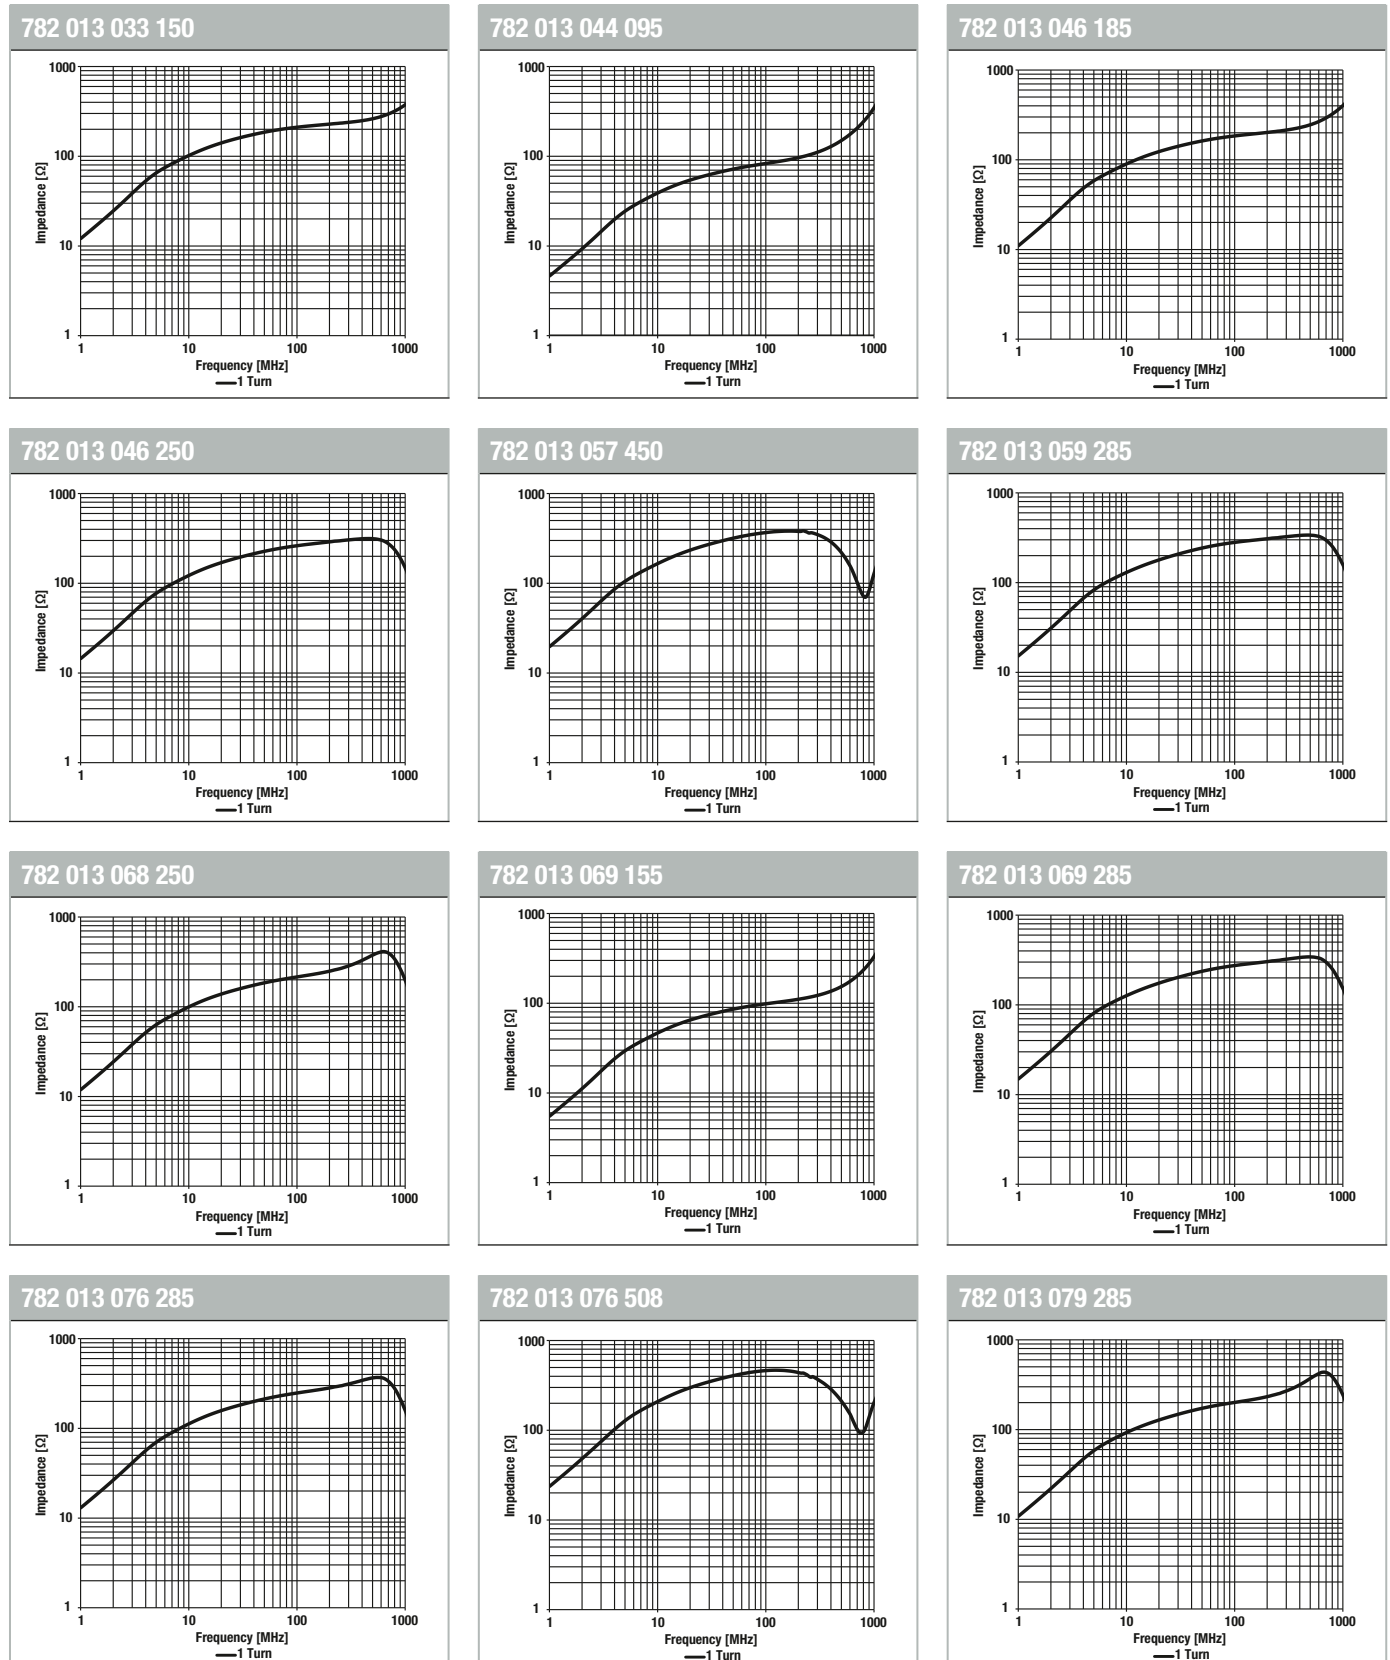 782 013 033 150
1000
100
10
1
Impedance [Ω]
1 10 100 1000
Frequency [MHz]
1 Turn
782 013 044 095
1000
100
10
1
Impedance [Ω]
1 10 100 1000
Frequency [MHz]
1 Turn
782 013 046 185
1000
100
10
1
Impedance [Ω]
1 10 100 1000
Frequency [MHz]
1 Turn
782 013 046 250
1000
100
10
1
Impedance [Ω]
1 10 100 1000
Frequency [MHz]
1 Turn
782 013 057 450
1000
100
10
1
Impedance [Ω]
1 10 100 1000
Frequency [MHz]
1 Turn
782 013 059 285
1000
100
10
1
Impedance [Ω]
1 10 100 1000
Frequency [MHz]
1 Turn
782 013 068 250
1000
100
10
1
Impedance [Ω]
1 10 100 1000
Frequency [MHz]
1 Turn
782 013 069 155
1000
100
10
1
Impedance [Ω]
1 10 100 1000
Frequency [MHz]
1 Turn
782 013 069 285
1000
100
10
1
Impedance [Ω]
1 10 100 1000
Frequency [MHz]
1 Turn
782 013 076 285
1000
100
10
1
Impedance [Ω]
1 10 100 1000
Frequency [MHz]
1 Turn
782 013 076 508
1000
100
10
1
Impedance [Ω]
1 10 100 1000
Frequency [MHz]
1 Turn
782 013 079 285
1000
100
10
1
Impedance [Ω]
1 10 100 1000
Frequency [MHz]
1 Turn